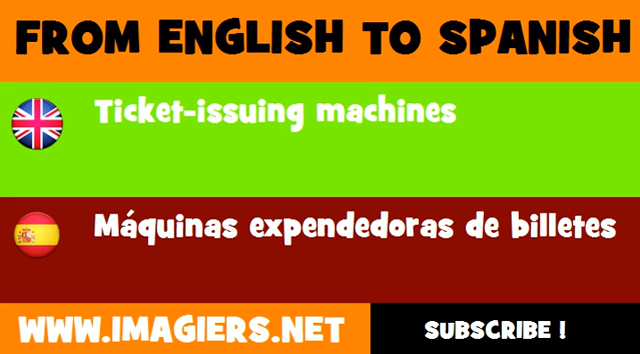 FROM ENGLISH TO SPANISH
Ticket-issuing machines
Máquinas expendedoras de billetes
WWW.IMAGIERS.NET
SUBSCRIBE !